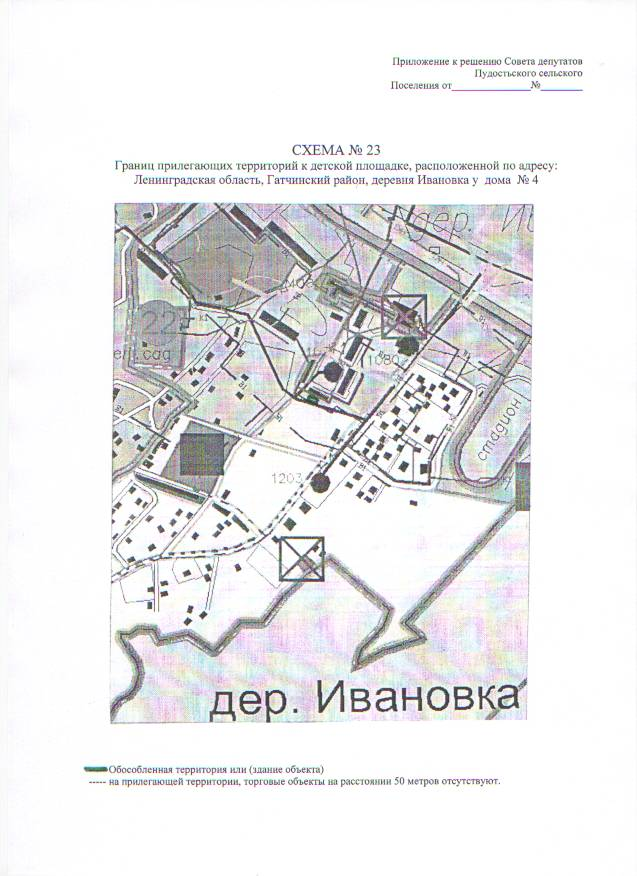 Приложение к решению Совета депутатов
Пудостьского сельского
Поселения от_______________№________
СХЕМА № 23
Границ прилегающих территорий к детской площадке, расположенной по адресу:
Ленинградская область, Гатчинский район, деревня Ивановка у дома № 4
дер.
22
сад
1080
стадион
1203
дер. Ивановка
Обособленная территория или (здание объекта)
----- на прилегающей территории, торговые объекты на расстоянии 50 метров отсутствуют.